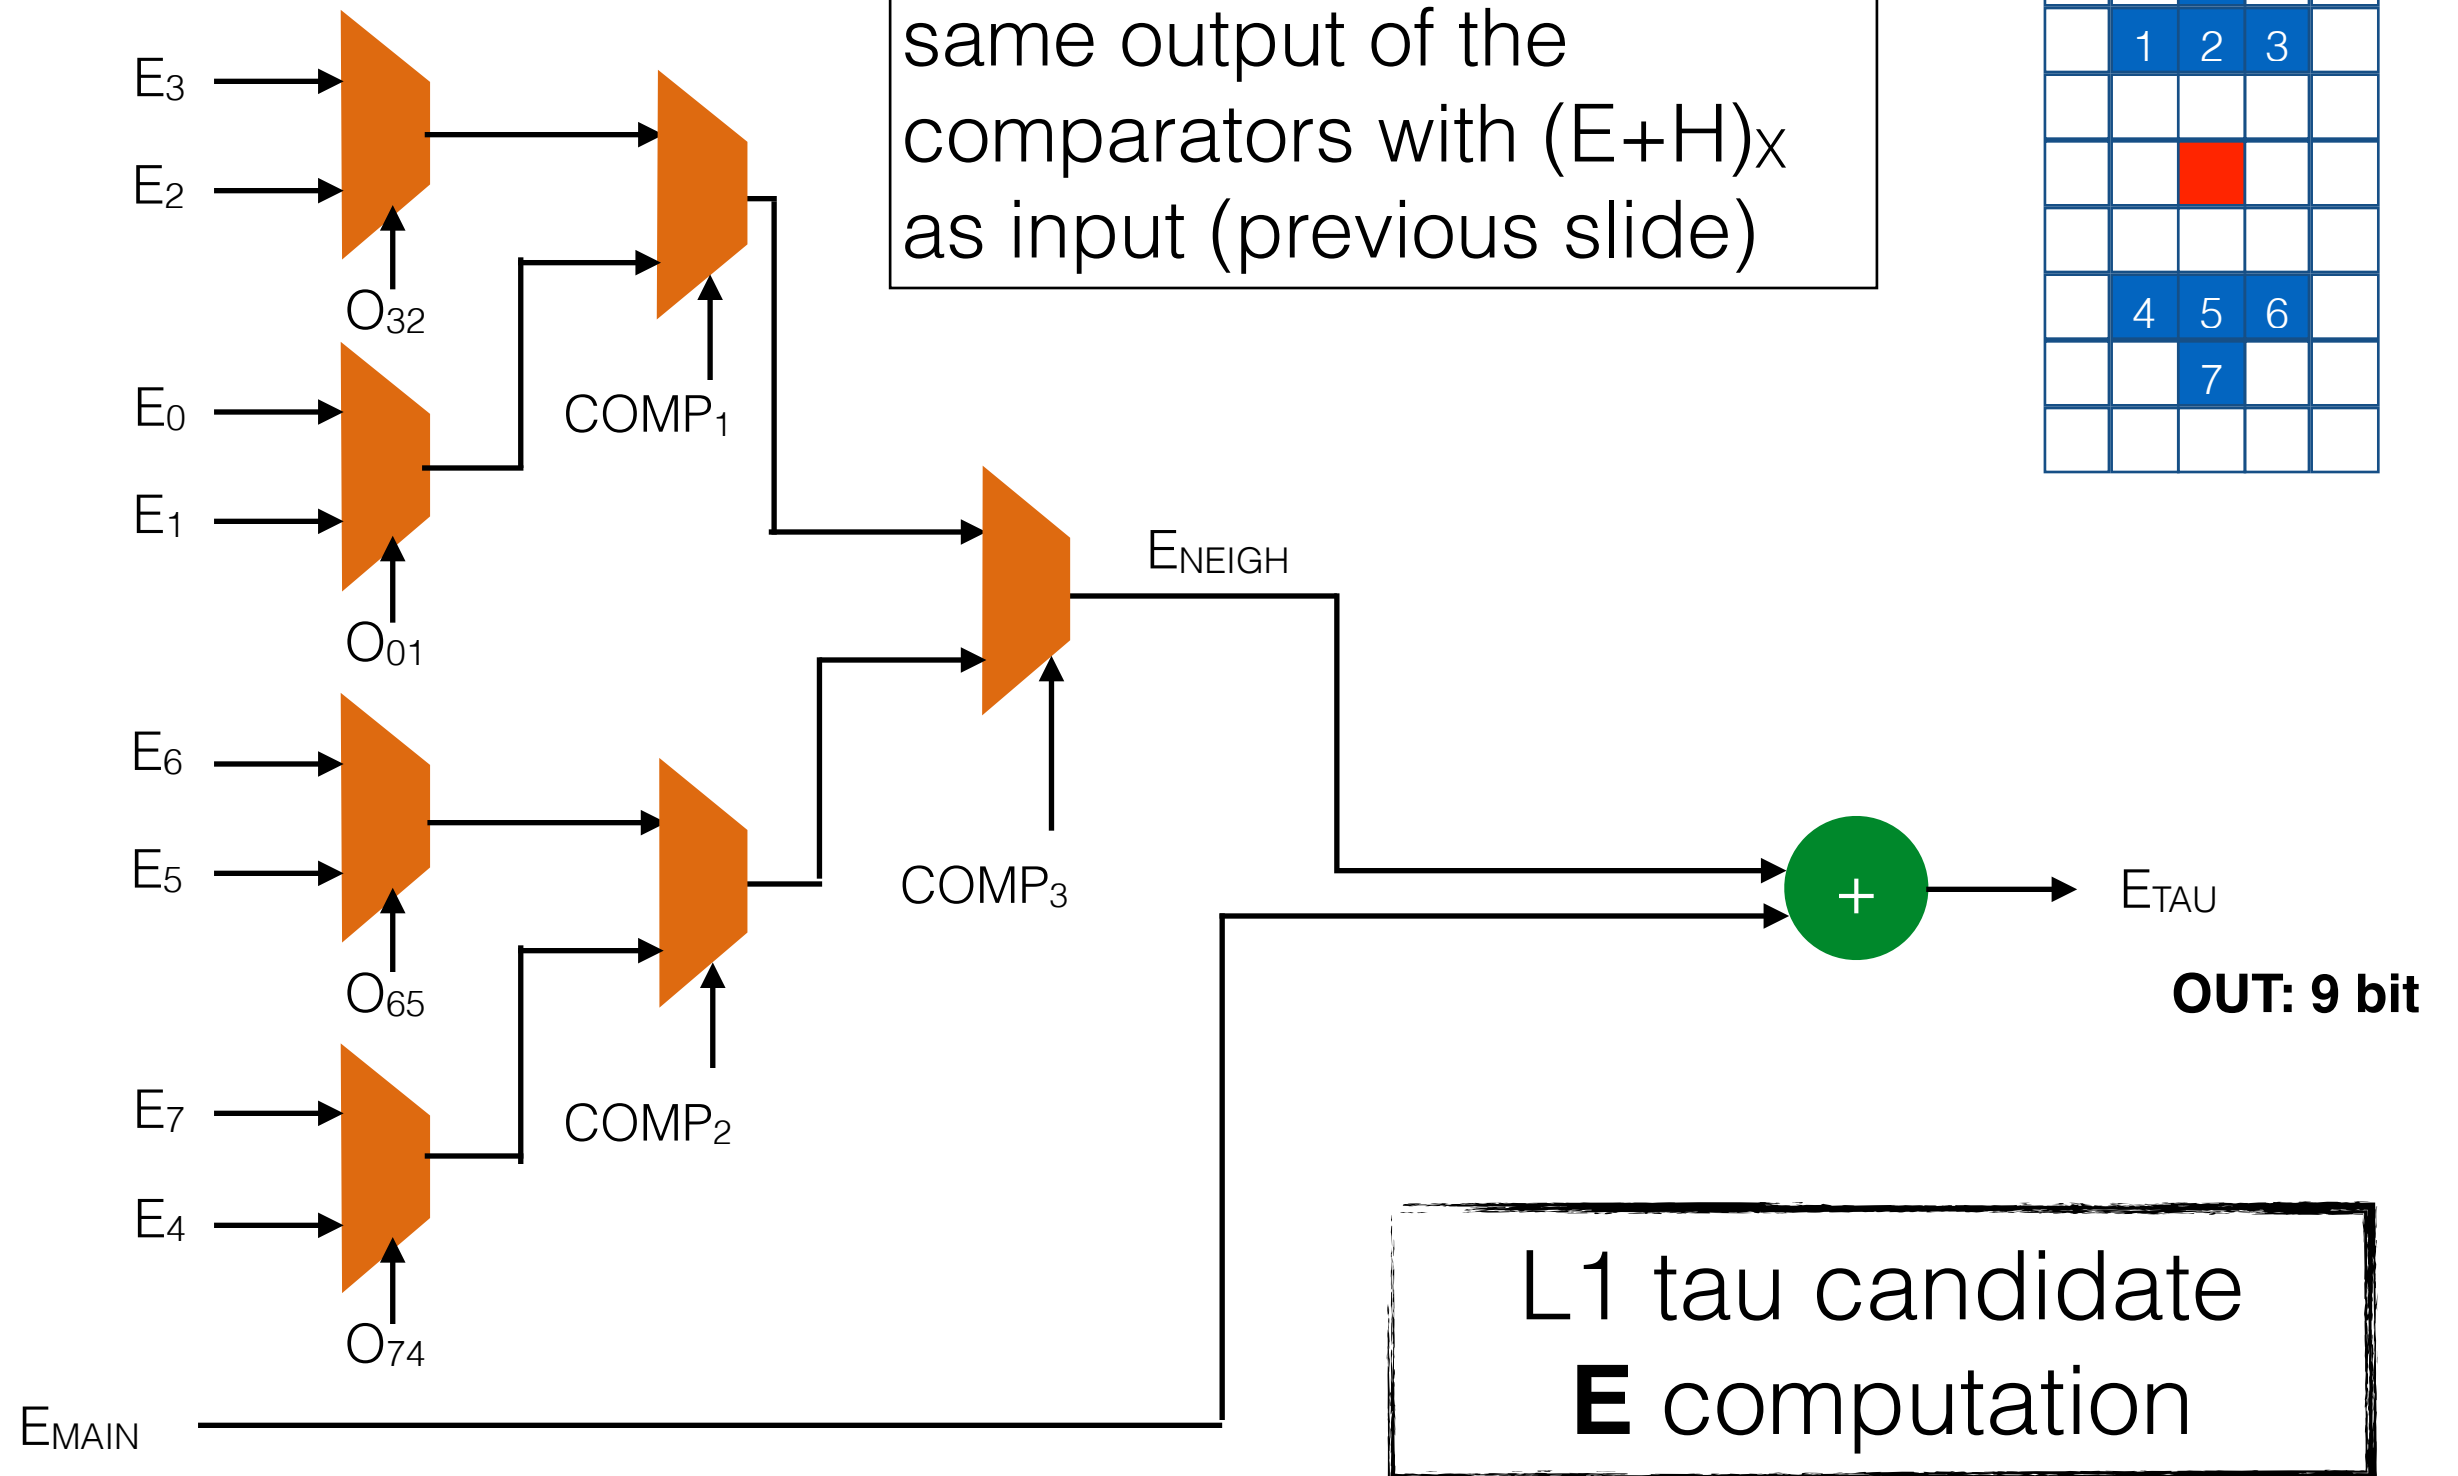 same output of the
comparators with (E+H)X
as input (previous slide)
1 2 3
4 5 6
7
E3
E2
O32
E0
E1
O01
COMP1
ENEIGH
E6
E5
O65
COMP3
+
ETAU
OUT: 9 bit
E7
E4
O74
COMP2
EMAIN
L1 tau candidate
E computation